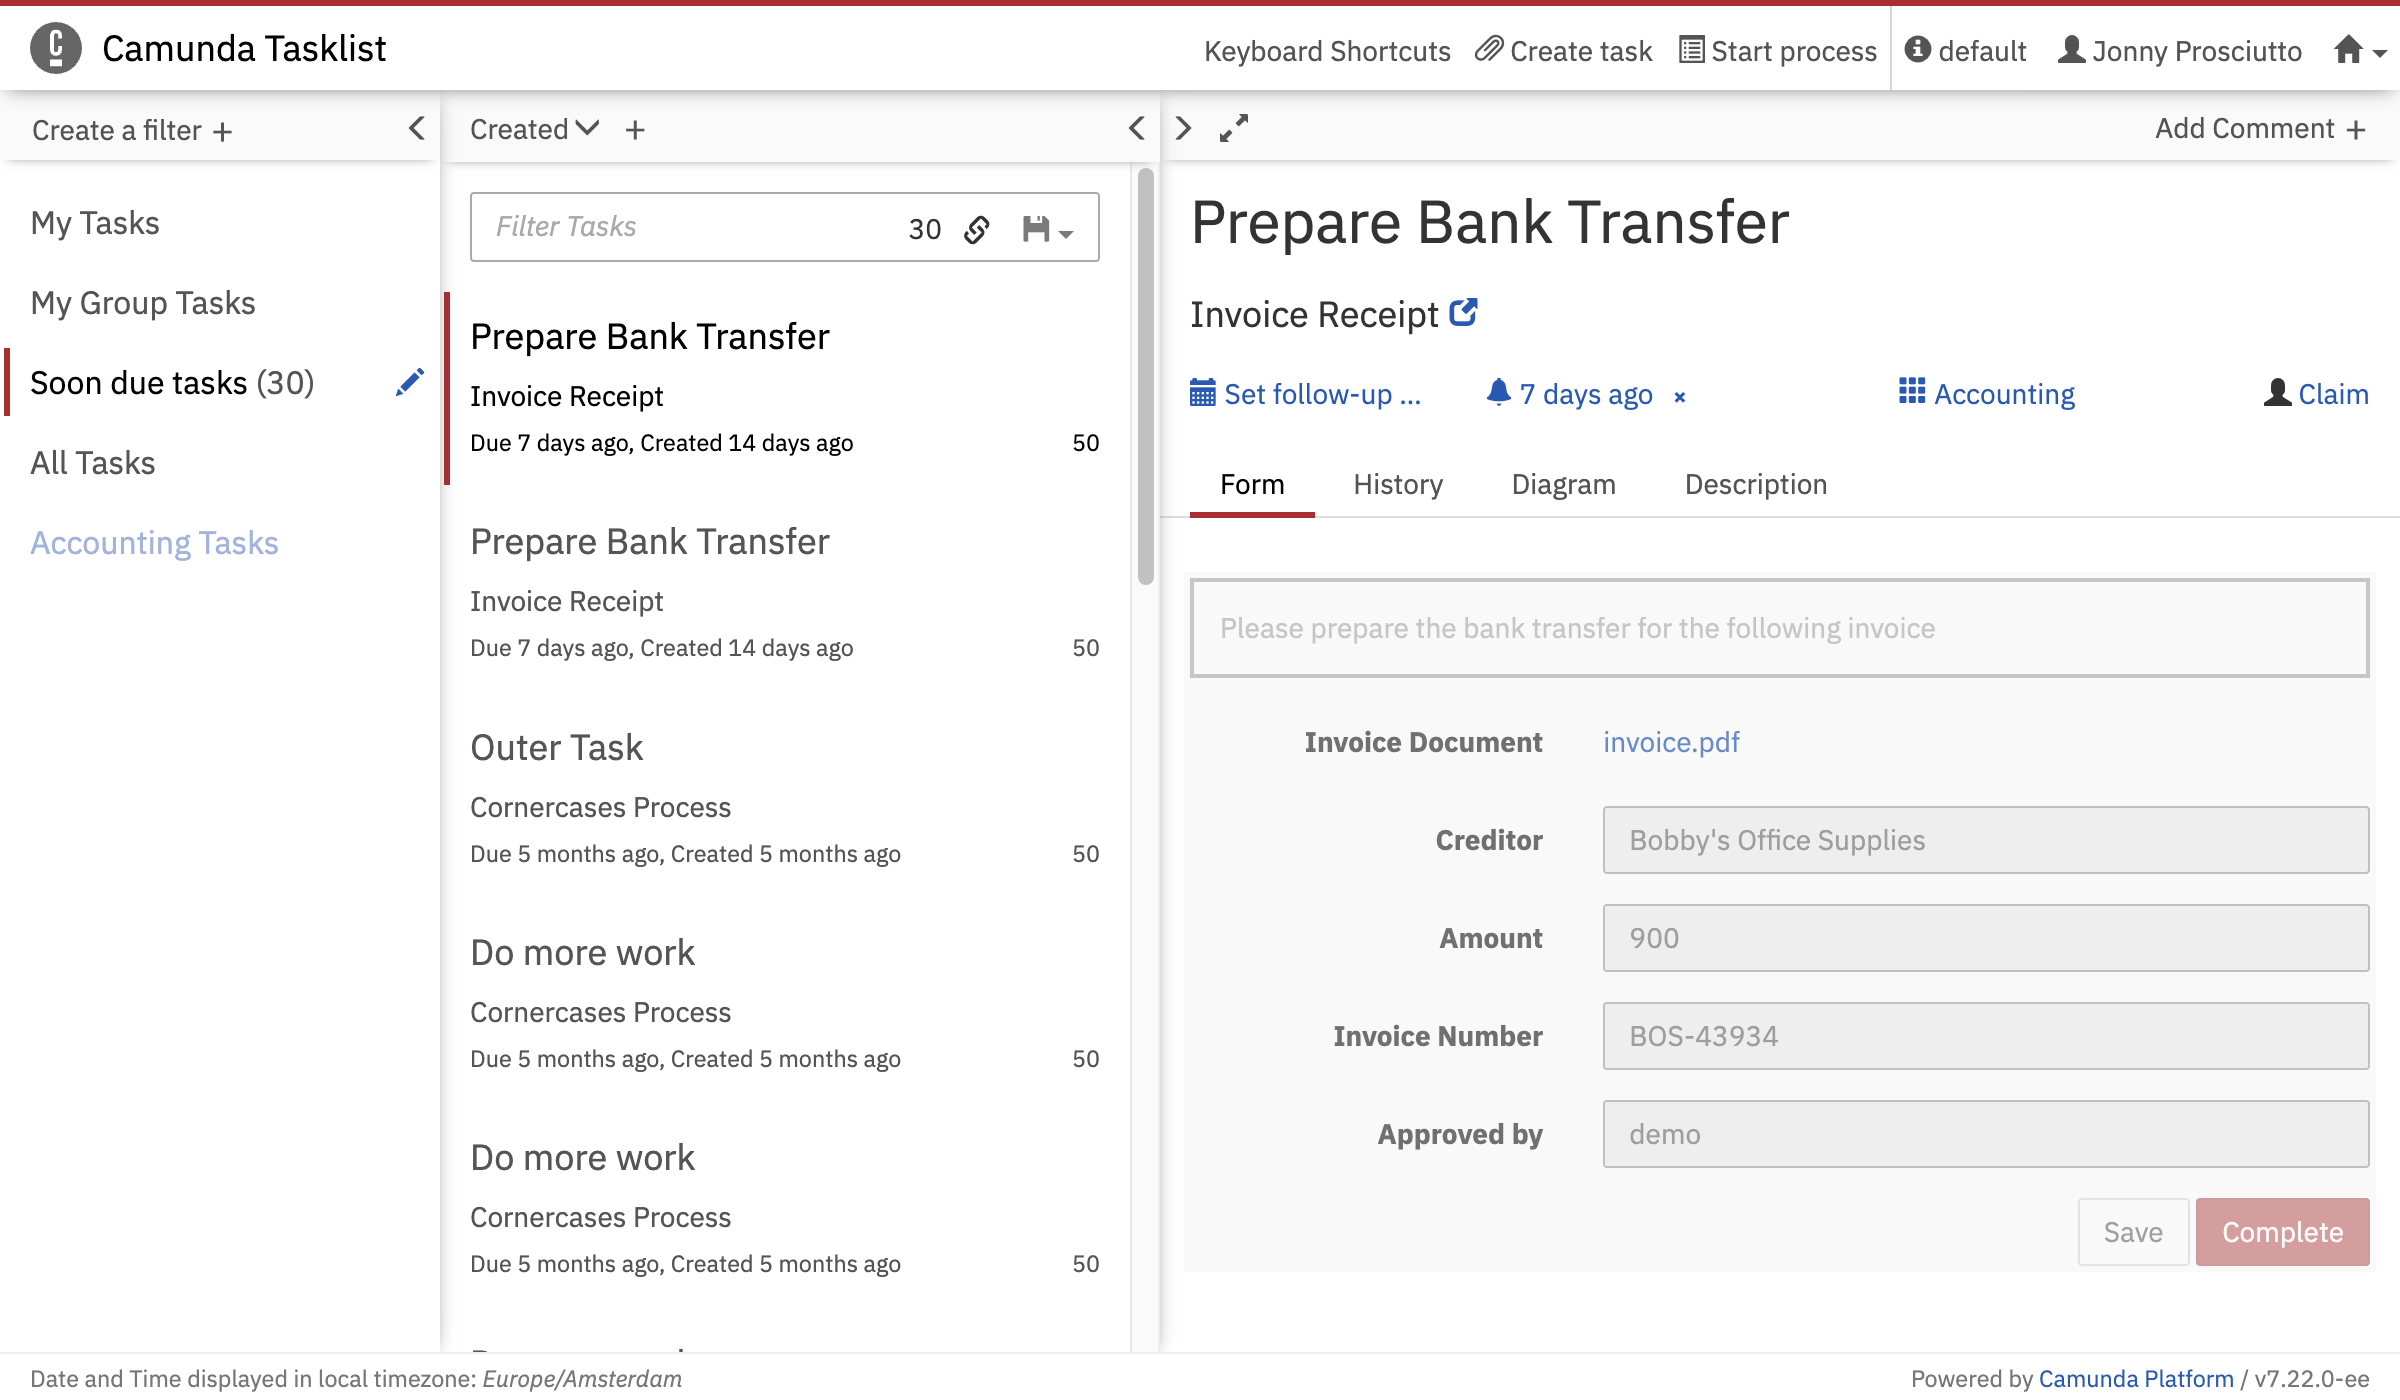 Camunda Tasklist
Keyboard Shortcuts Create task Start process default Jonny Prosciutto
Create a filter +
My Tasks
My Group Tasks
Soon due tasks (30)
All Tasks
Accounting Tasks
Created +
Filter Tasks 30
Prepare Bank Transfer
Invoice Receipt
Due 7 days ago, Created 14 days ago 50
Prepare Bank Transfer
Invoice Receipt
Due 7 days ago, Created 14 days ago 50
Outer Task
Cornercases Process
Due 5 months ago, Created 5 months ago 50
Do more work
Cornercases Process
Due 5 months ago, Created 5 months ago 50
Do more work
Cornercases Process
Due 5 months ago, Created 5 months ago 50
Add Comment +
Prepare Bank Transfer
Invoice Receipt
Set follow-up ... 7 days ago × Accounting Claim
Form History Diagram Description
Please prepare the bank transfer for the following invoice
Invoice Document invoice.pdf
Creditor Bobby's Office Supplies
Amount 900
Invoice Number BOS-43934
Approved by demo
Save Complete
Date and Time displayed in local timezone: Europe/Amsterdam
Powered by Camunda Platform / v7.22.0-ee